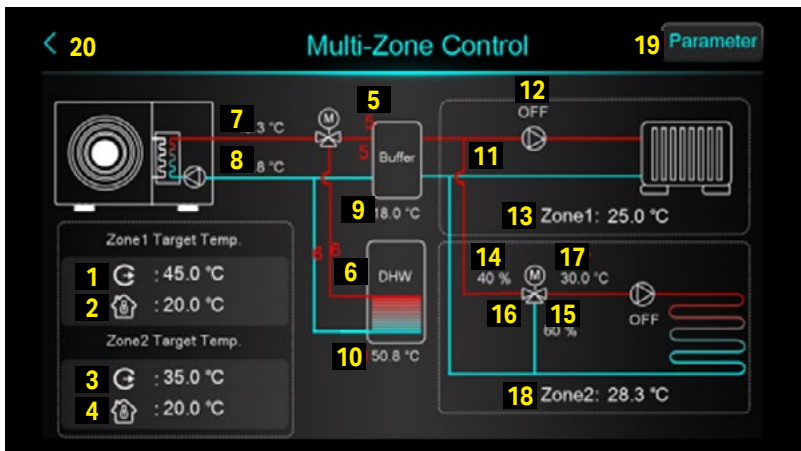 20 Multi-Zone Control 19 Parameter
12
OFF
5
7 .3 °C M 5
5
8 .8 °C Buffer 11
9 18.0 °C
13 Zone1: 25.0 °C
Zone1 Target Temp.
1 : 45.0 °C
2 : 20.0 °C
6 6 6 DHW
14 17
40 % M 30.0 °C
16 15
60 % OFF
Zone2 Target Temp.
10 50.8 °C
3 : 35.0 °C
4 : 20.0 °C
18 Zone2: 28.3 °C